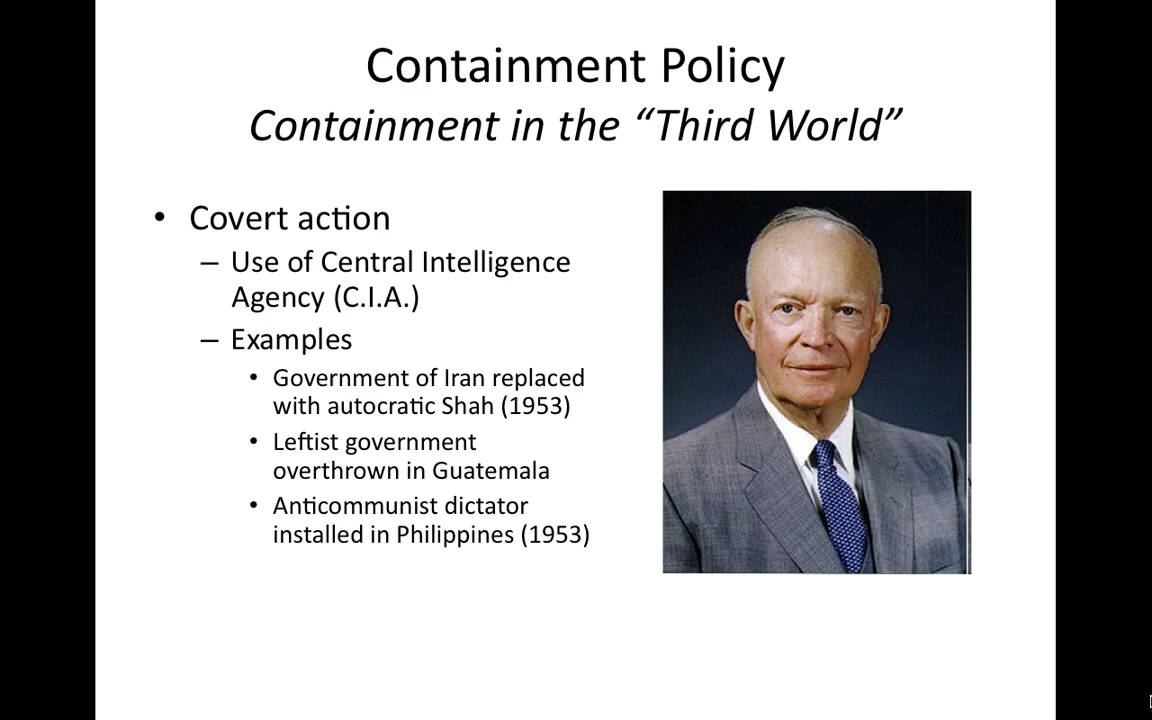 Containment Policy
Containment in the “Third World”
• Covert action
– Use of Central Intelligence
Agency (C.I.A.)
– Examples
• Government of Iran replaced
with autocratic Shah (1953)
• Leftist government
overthrown in Guatemala
• Anticommunist dictator
installed in Philippines (1953)